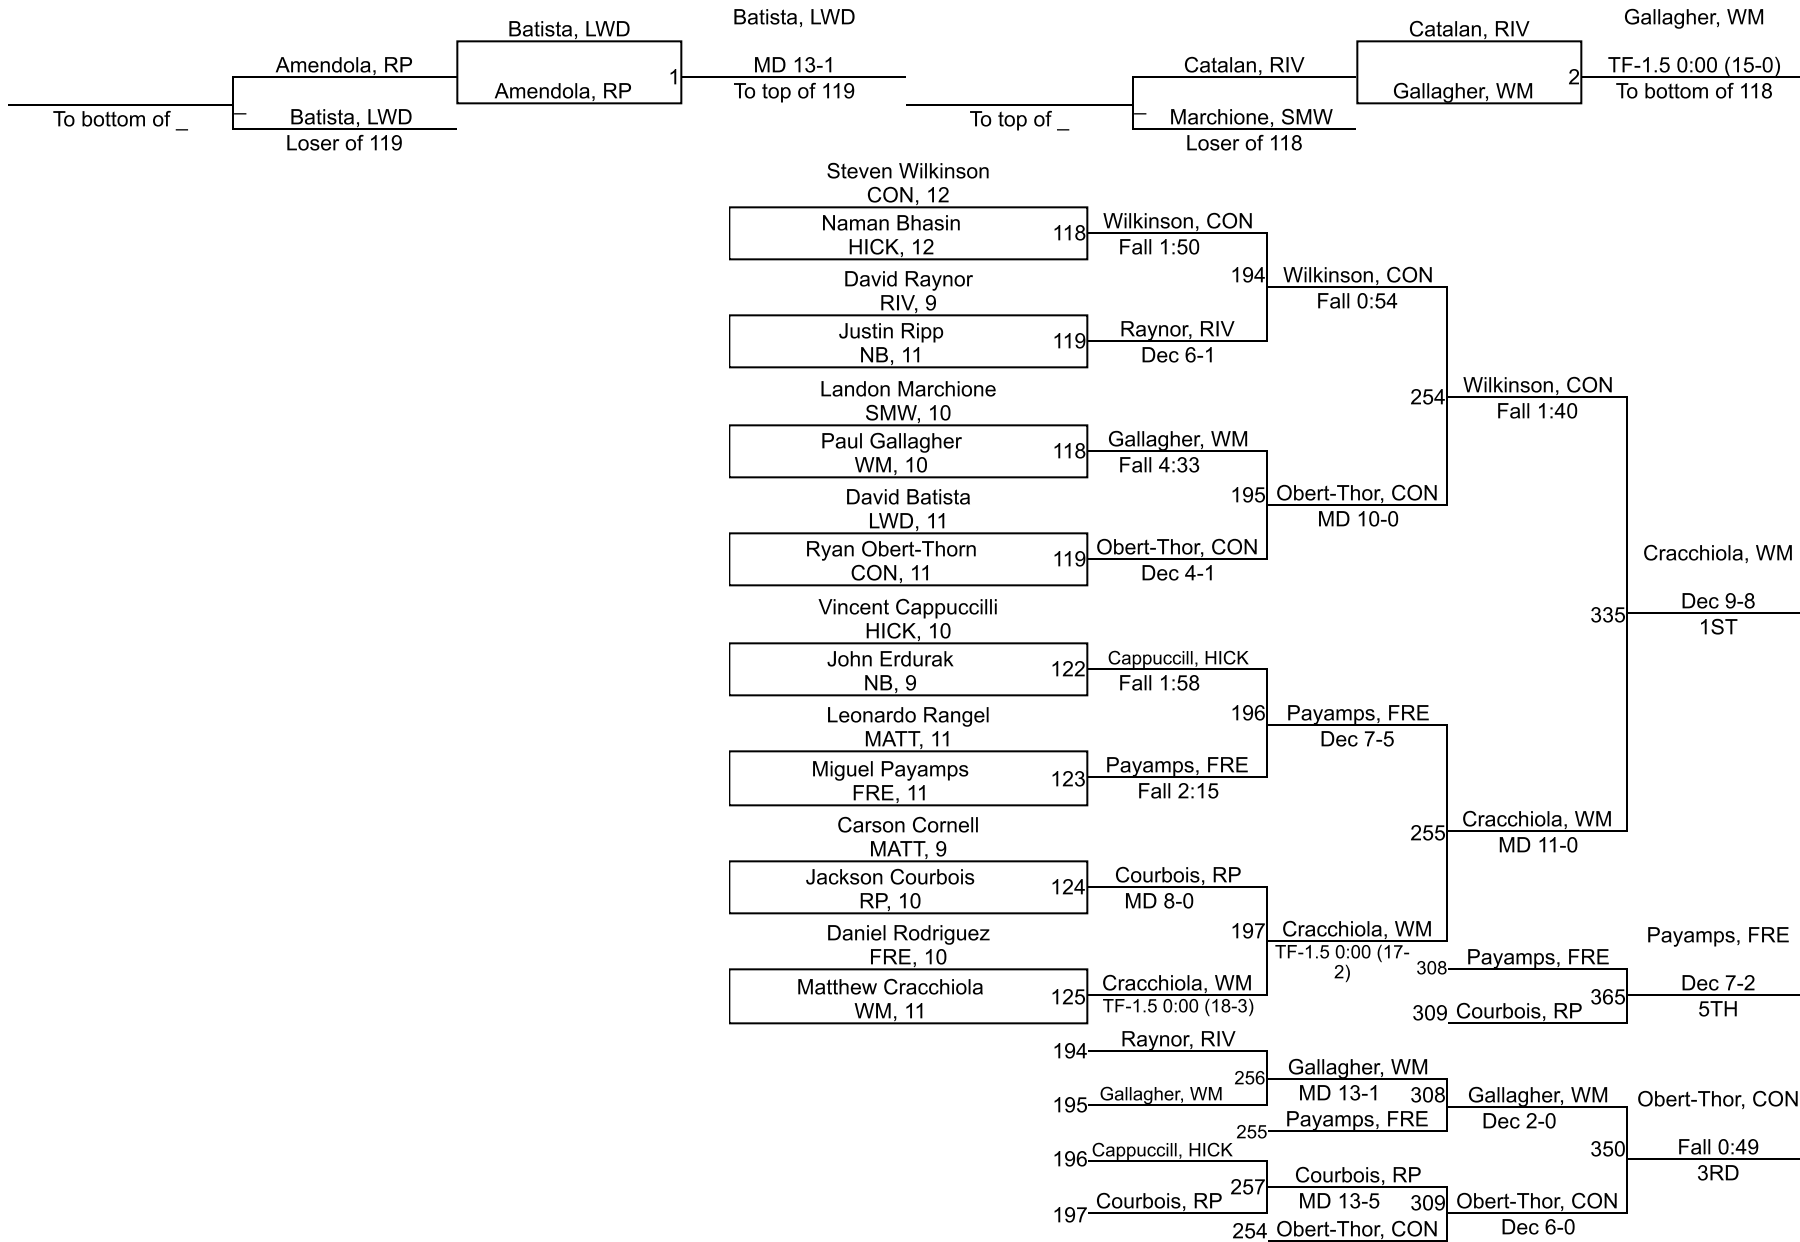 Batista, LWD
Amendola, RP
Amendola, RP
1
Batista, LWD
MD 13-1
To top of 119
To bottom of _
_
Batista, LWD
Loser of 119
Catalan, RIV
Catalan, RIV
Gallagher, WM
2
Gallagher, WM
TF-1.5 0:00 (15-0)
To bottom of 118
To top of _
_
Marchione, SMW
Loser of 118
Steven Wilkinson
CON, 12
Naman Bhasin
HICK, 12
118
Wilkinson, CON
Fall 1:50
David Raynor
RIV, 9
Justin Ripp
NB, 11
119
Raynor, RIV
Dec 6-1
194
Wilkinson, CON
Fall 0:54
Landon Marchione
SMW, 10
Paul Gallagher
WM, 10
118
Gallagher, WM
Fall 4:33
David Batista
LWD, 11
Ryan Obert-Thorn
CON, 11
119
Obert-Thor, CON
Dec 4-1
195
Obert-Thor, CON
MD 10-0
254
Wilkinson, CON
Fall 1:40
Vincent Cappuccilli
HICK, 10
John Erdurak
NB, 9
122
Cappuccill, HICK
Fall 1:58
Leonardo Rangel
MATT, 11
Miguel Payamps
FRE, 11
123
Payamps, FRE
Fall 2:15
196
Payamps, FRE
Dec 7-5
Carson Cornell
MATT, 9
Jackson Courbois
RP, 10
124
Courbois, RP
MD 8-0
Daniel Rodriguez
FRE, 10
Matthew Cracchiola
WM, 11
125
Cracchiola, WM
TF-1.5 0:00 (18-3)
197
Cracchiola, WM
TF-1.5 0:00 (17-
2)
255
Cracchiola, WM
MD 11-0
335
Cracchiola, WM
Dec 9-8
1ST
308
Payamps, FRE
309
Courbois, RP
365
Payamps, FRE
Dec 7-2
5TH
194
Raynor, RIV
195
Gallagher, WM
256
Gallagher, WM
MD 13-1
255
Payamps, FRE
308
Gallagher, WM
Dec 2-0
196
Cappuccill, HICK
197
Courbois, RP
257
Courbois, RP
MD 13-5
254
Obert-Thor, CON
309
Obert-Thor, CON
Dec 6-0
350
Obert-Thor, CON
Fall 0:49
3RD